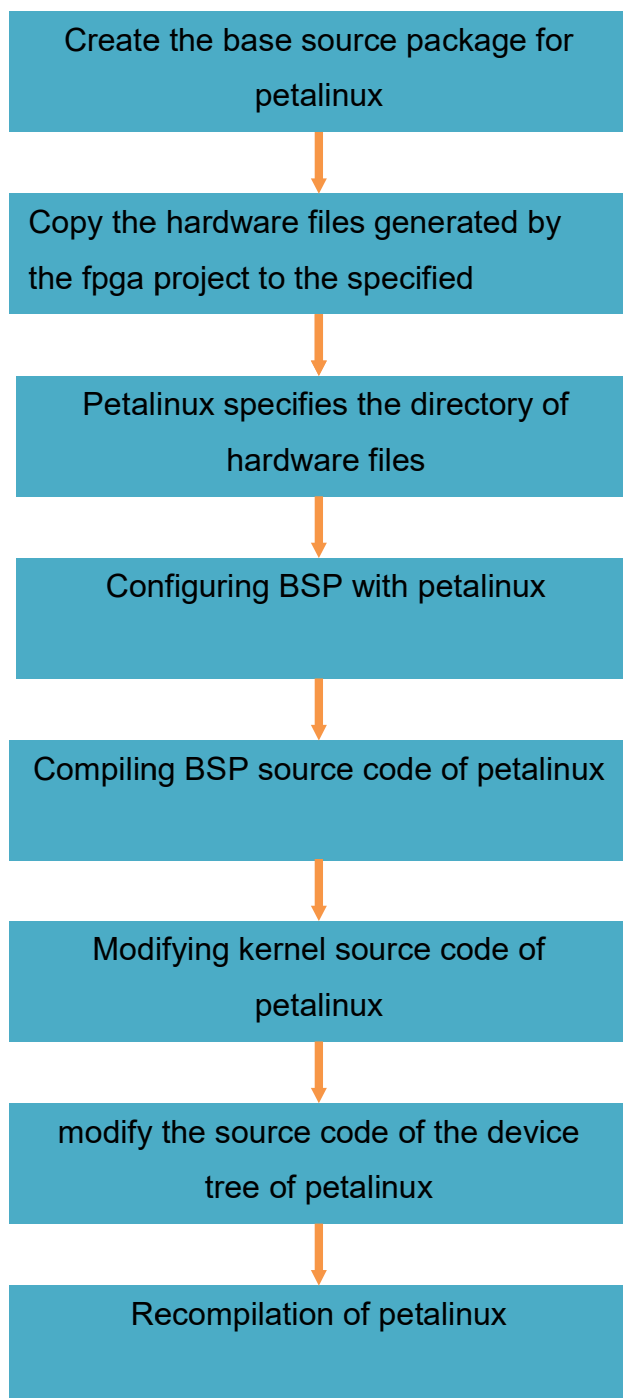 Create the base source package for
petalinux
Copy the hardware files generated by
the fpga project to the specified
Petalinux specifies the directory of
hardware files
Configuring BSP with petalinux
Compiling BSP source code of petalinux
Modifying kernel source code of
petalinux
modify the source code of the device
tree of petalinux
Recompilation of petalinux